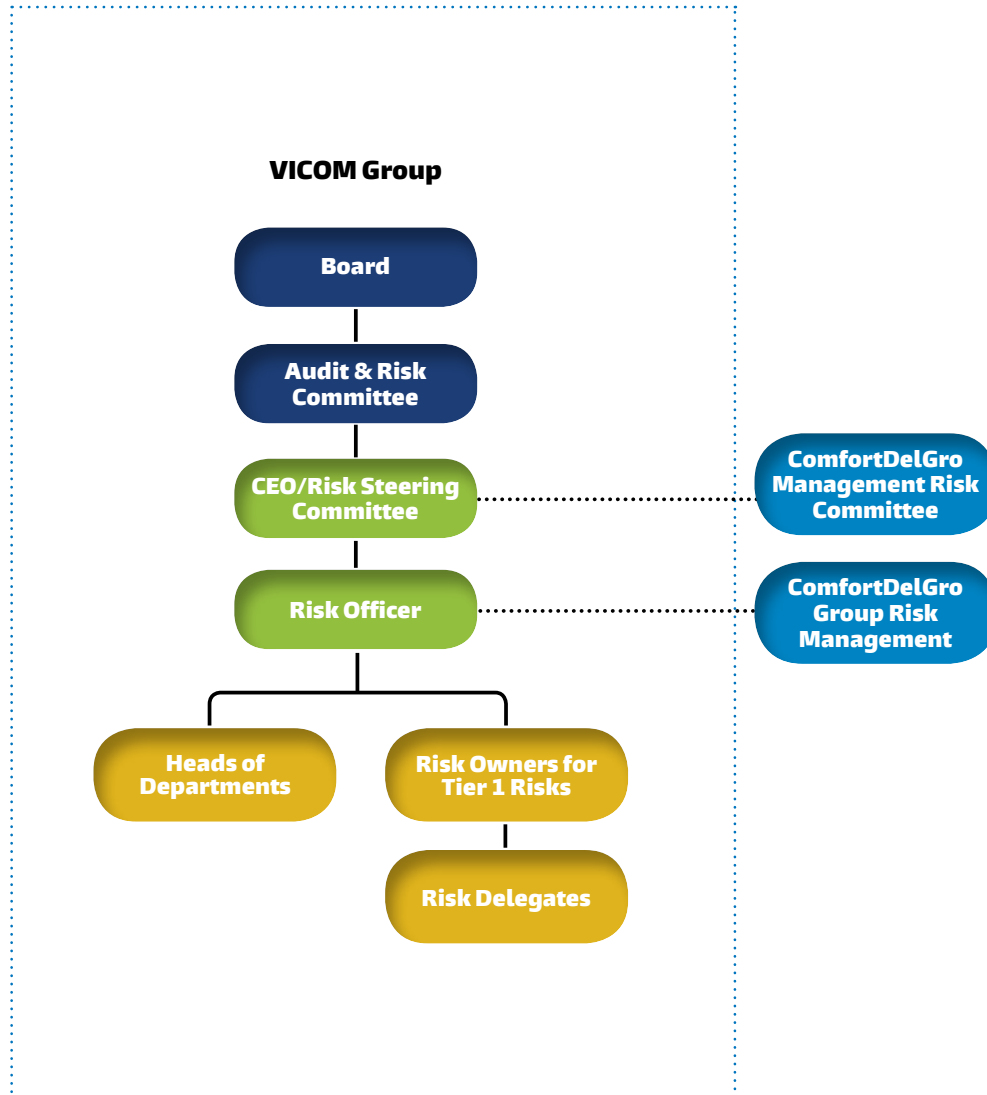 VICOM Group
Board
Audit & Risk
Committee
CEO/Risk Steering
Committee
ComfortDelGro
Management Risk
Committee
Risk Officer
ComfortDelGro
Group Risk
Management
Heads of
Departments
Risk Owners for
Tier 1 Risks
Risk Delegates